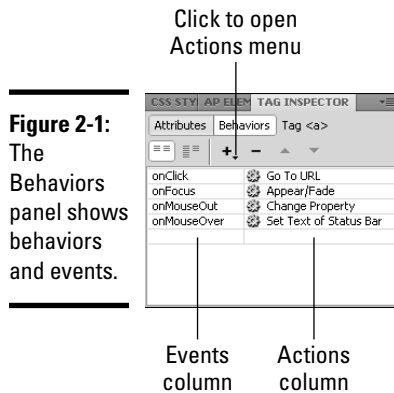 Click to open
Actions menu
Figure 2-1:
The
Behaviors
panel shows
behaviors
and events.
CSS STY AP ELEM TAG INSPECTOR
Attributes Behaviors Tag <a>
onClick Go To URL
onFocus Appear/Fade
onMouseOut Change Property
onMouseOver Set Text of Status Bar
Events
column
Actions
column